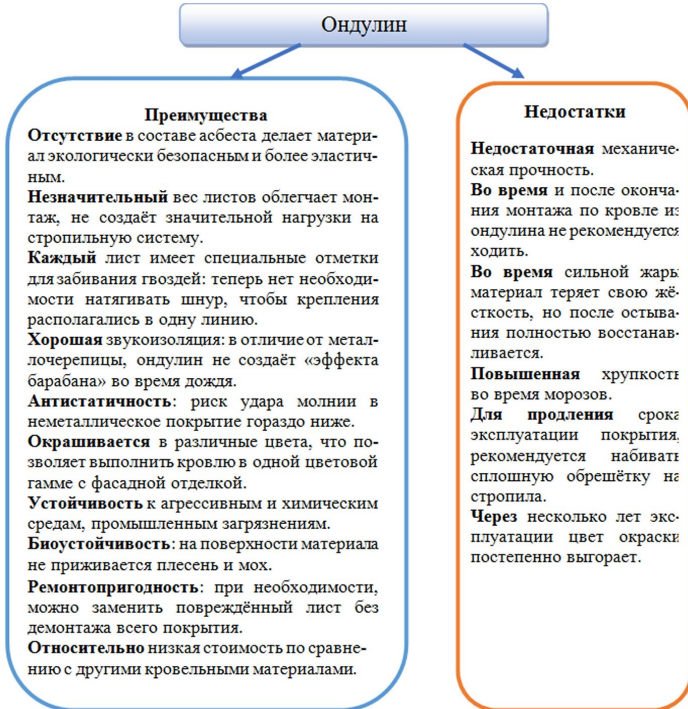 Ондулин
Преимущества
Отсутствие в составе асбеста делает матери-
ал экологически безопасным и более эластич-
ным.
Незначительный вес листов облегчает мон-
таж, не создаёт значительной нагрузки на
стропильную систему.
Каждый лист имеет специальные отметки
для забивания гвоздей: теперь нет необходи-
мости натягивать шнур, чтобы крепления
располагались в одну линию.
Хорошая звукоизоляция: в отличие от метал-
лочерепицы, ондулин не создаёт «эффекта
барабана» во время дождя.
Антистатичность: риск удара молнии в
неметаллическое покрытие гораздо ниже.
Окрашивается в различные цвета, что по-
зволяет выполнить кровлю в одной цветовой
гамме с фасадной отделкой.
Устойчивость к агрессивным и химическим
средам, промышленным загрязнениям.
Биоустойчивость: на поверхности материала
не приживается плесень и мох.
Ремонтопригодность: при необходимости,
можно заменить повреждённый лист без
демонтажа всего покрытия.
Относительно низкая стоимость по сравне-
нию с другими кровельными материалами.
Недостатки
Недостаточная механиче-
ская прочность.
Во время и после оконча-
ния монтажа по кровле из
ондулина не рекомендуется
ходить.
Во время сильной жары
материал теряет свою жё-
сткость, но после остыва-
ния полностью восстанав-
ливается.
Повышенная хрупкость
во время морозов.
Для продления срока
эксплуатации покрытия,
рекомендуется набивать
сплошную обрешётку на
стропила.
Через несколько лет экс-
плуатации цвет окраски
постепенно выгорает.